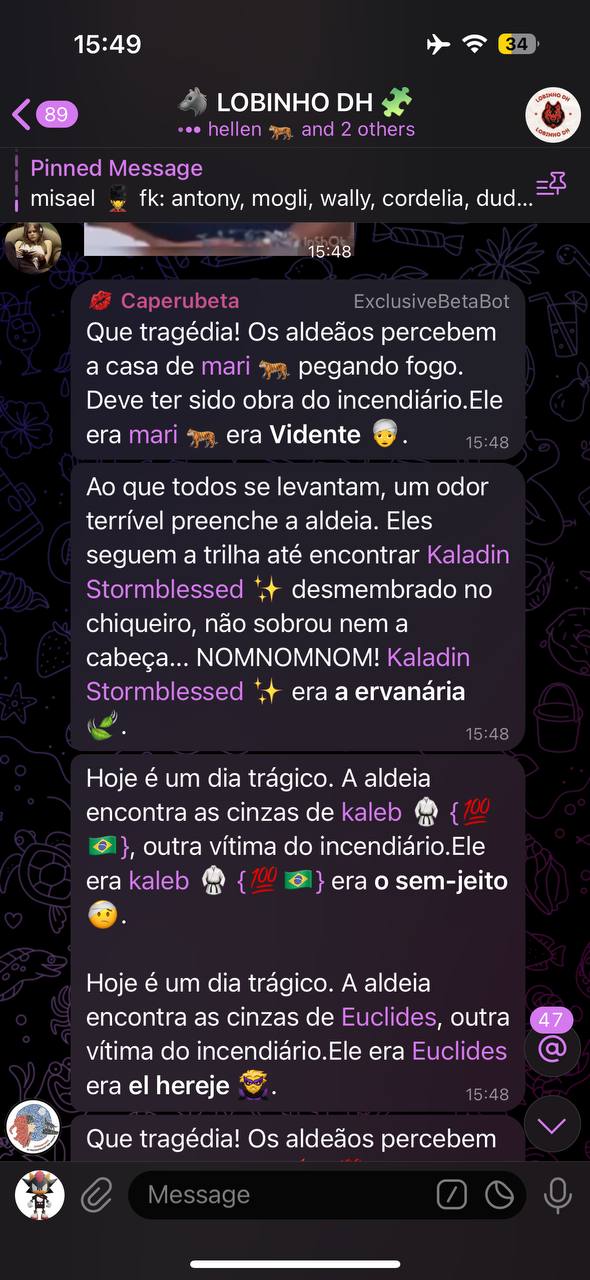 15:49
34
89
🐺 LOBINHO DH 🧩
hellen 🐅 and 2 others
LOBINHO DH
LOBINHO DH
Pinned Message
misael 💂 fk: antony, mogli, wally, cordelia, dud...
15:48
💋 Caperubeta ExclusiveBetaBot
Que tragédia! Os aldeãos percebem
a casa de mari 🐅 pegando fogo.
Deve ter sido obra do incendiário.Ele
era mari 🐅 era Vidente 👳.
15:48
Ao que todos se levantam, um odor
terrível preenche a aldeia. Eles
seguem a trilha até encontrar Kaladin
Stormblessed ✨ desmembrado no
chiqueiro, não sobrou nem a
cabeça... NOMNOMNOM! Kaladin
Stormblessed ✨ era a ervanária
🌿.
15:48
Hoje é um dia trágico. A aldeia
encontra as cinzas de kaleb 🥋 {💯
🇧🇷}, outra vítima do incendiário.Ele
era kaleb 🥋 {💯 🇧🇷} era o sem-jeito
🤕.
Hoje é um dia trágico. A aldeia
encontra as cinzas de Euclides, outra
vítima do incendiário.Ele era Euclides
era el hereje 🦹.
15:48
47
@
Que tragédia! Os aldeãos percebem
Message